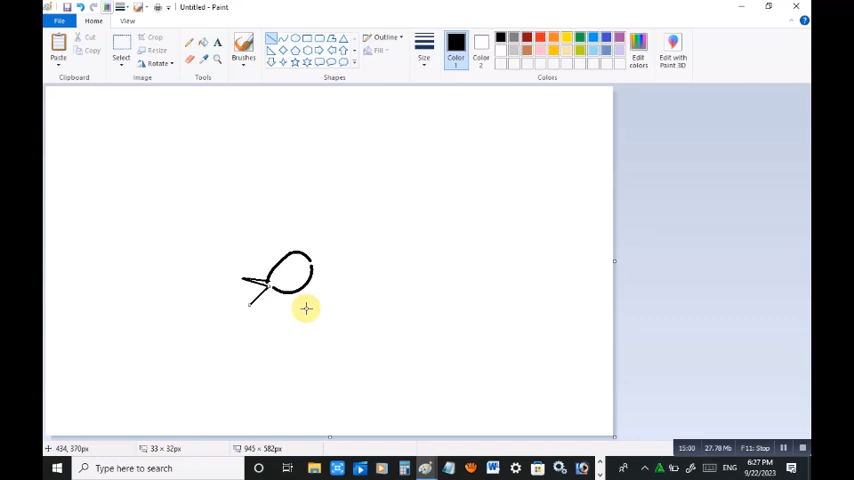 Untitled - Paint
File Home View
Cut
Copy
Paste
Clipboard
Crop
Resize
Rotate
Select
Image
A
Tools
Brushes
Outline
Fill
Shapes
Size
Color 1
Color 2
Edit colors
Edit with Paint 3D
Colors
434, 370px 33 × 32px 945 × 582px
15:00 27.78 MB F11: Stop
Type here to search
ENG
6:27 PM
9/22/2023